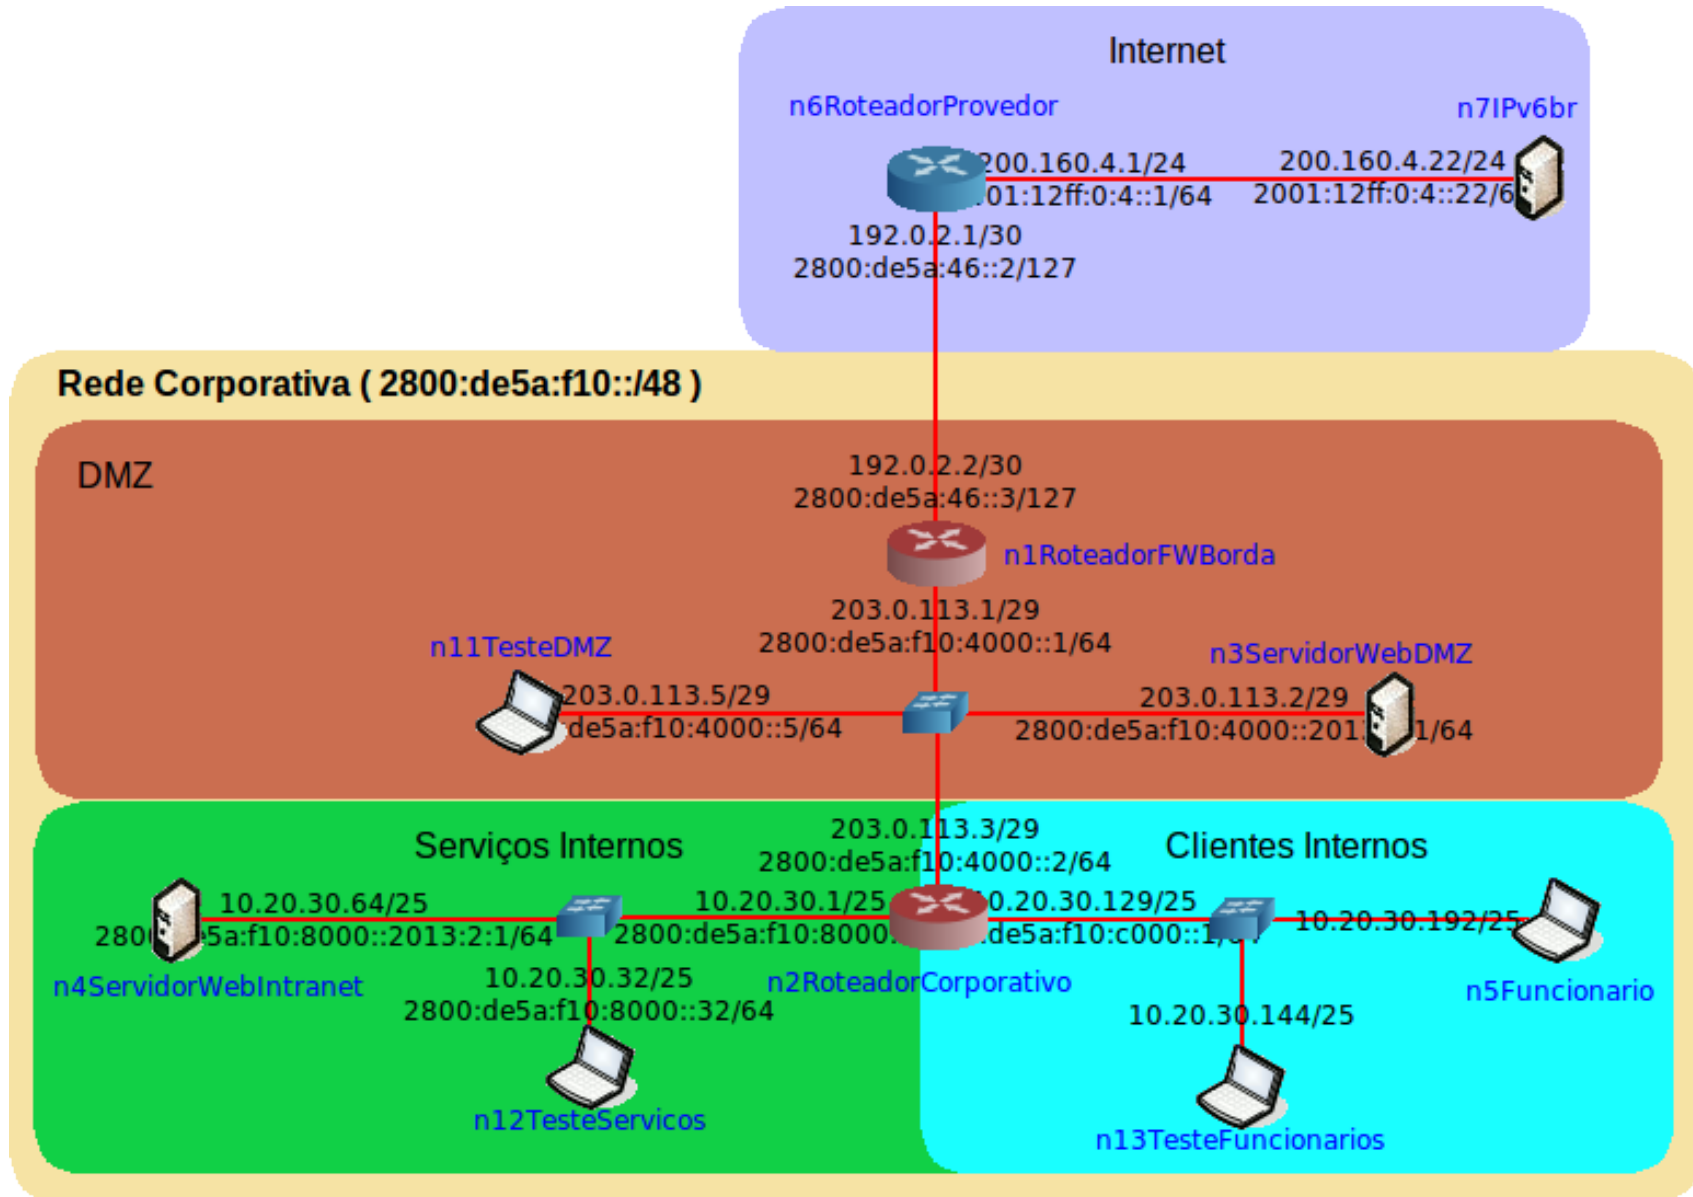 Internet
n6RoteadorProvedor
n7IPv6br
200.160.4.1/24
01:12ff:0:4::1/64
200.160.4.22/24
2001:12ff:0:4::22/6
192.0.2.1/30
2800:de5a:46::2/127
Rede Corporativa ( 2800:de5a:f10::/48 )
DMZ
192.0.2.2/30
2800:de5a:46::3/127
n1RoteadorFWBorda
203.0.113.1/29
2800:de5a:f10:4000::1/64
n11TesteDMZ
203.0.113.5/29
de5a:f10:4000::5/64
n3ServidorWebDMZ
203.0.113.2/29
2800:de5a:f10:4000::201 1/64
Serviços Internos
203.0.113.3/29
2800:de5a:f10:4000::2/64
Clientes Internos
10.20.30.64/25
280 5a:f10:8000::2013:2:1/64
n4ServidorWebIntranet
10.20.30.1/25
2800:de5a:f10:8000:
0.20.30.129/25
de5a:f10:c000::1/64
n2RoteadorCorporativo
10.20.30.192/25
n5Funcionario
10.20.30.32/25
2800:de5a:f10:8000::32/64
n12TesteServicos
10.20.30.144/25
n13TesteFuncionarios